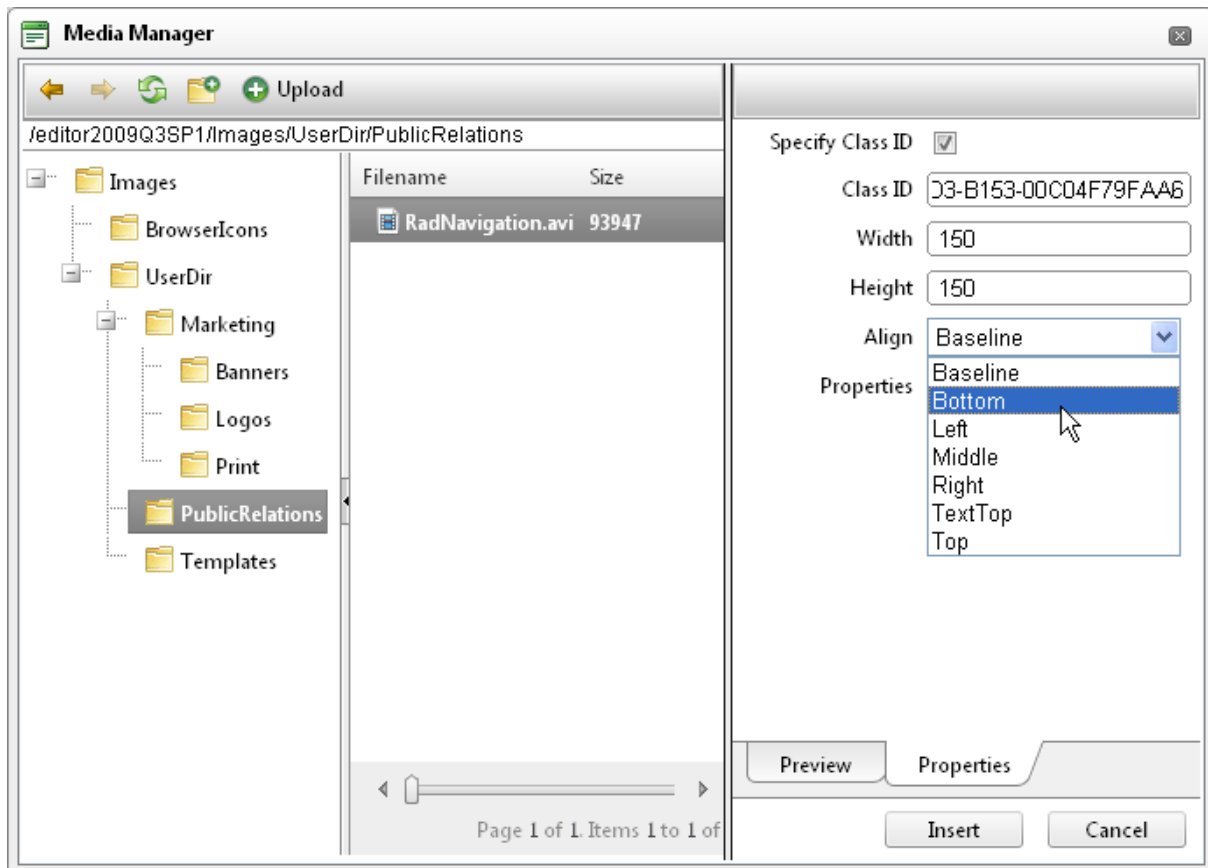 Media Manager
Upload
/editor2009Q3SP1/Images/UserDir/PublicRelations
Images
BrowserIcons
UserDir
Marketing
Banners
Logos
Print
PublicRelations
Templates
Filename Size
RadNavigation.avi 93947
Page 1 of 1. Items 1 to 1 of
Specify Class ID
Class ID D3-B153-00C04F79FAA6
Width 150
Height 150
Align Baseline
Properties
Baseline
Bottom
Left
Middle
Right
TextTop
Top
Preview Properties
Insert Cancel